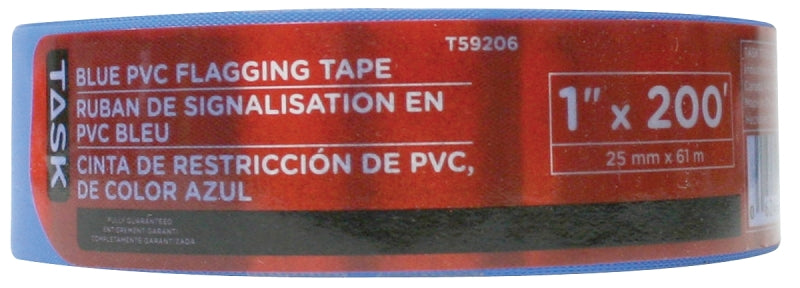 T59206
TASK
BLUE PVC FLAGGING TAPE
RUBAN DE SIGNALISATION EN
PVC BLEU
CINTA DE RESTRICCIÓN DE PVC,
DE COLOR AZUL
1" x 200'
25 mm x 61 m
FULLY GUARANTEED
ENTIEREMENT GARANTI
COMPLETAMENTE GARANTIZADA